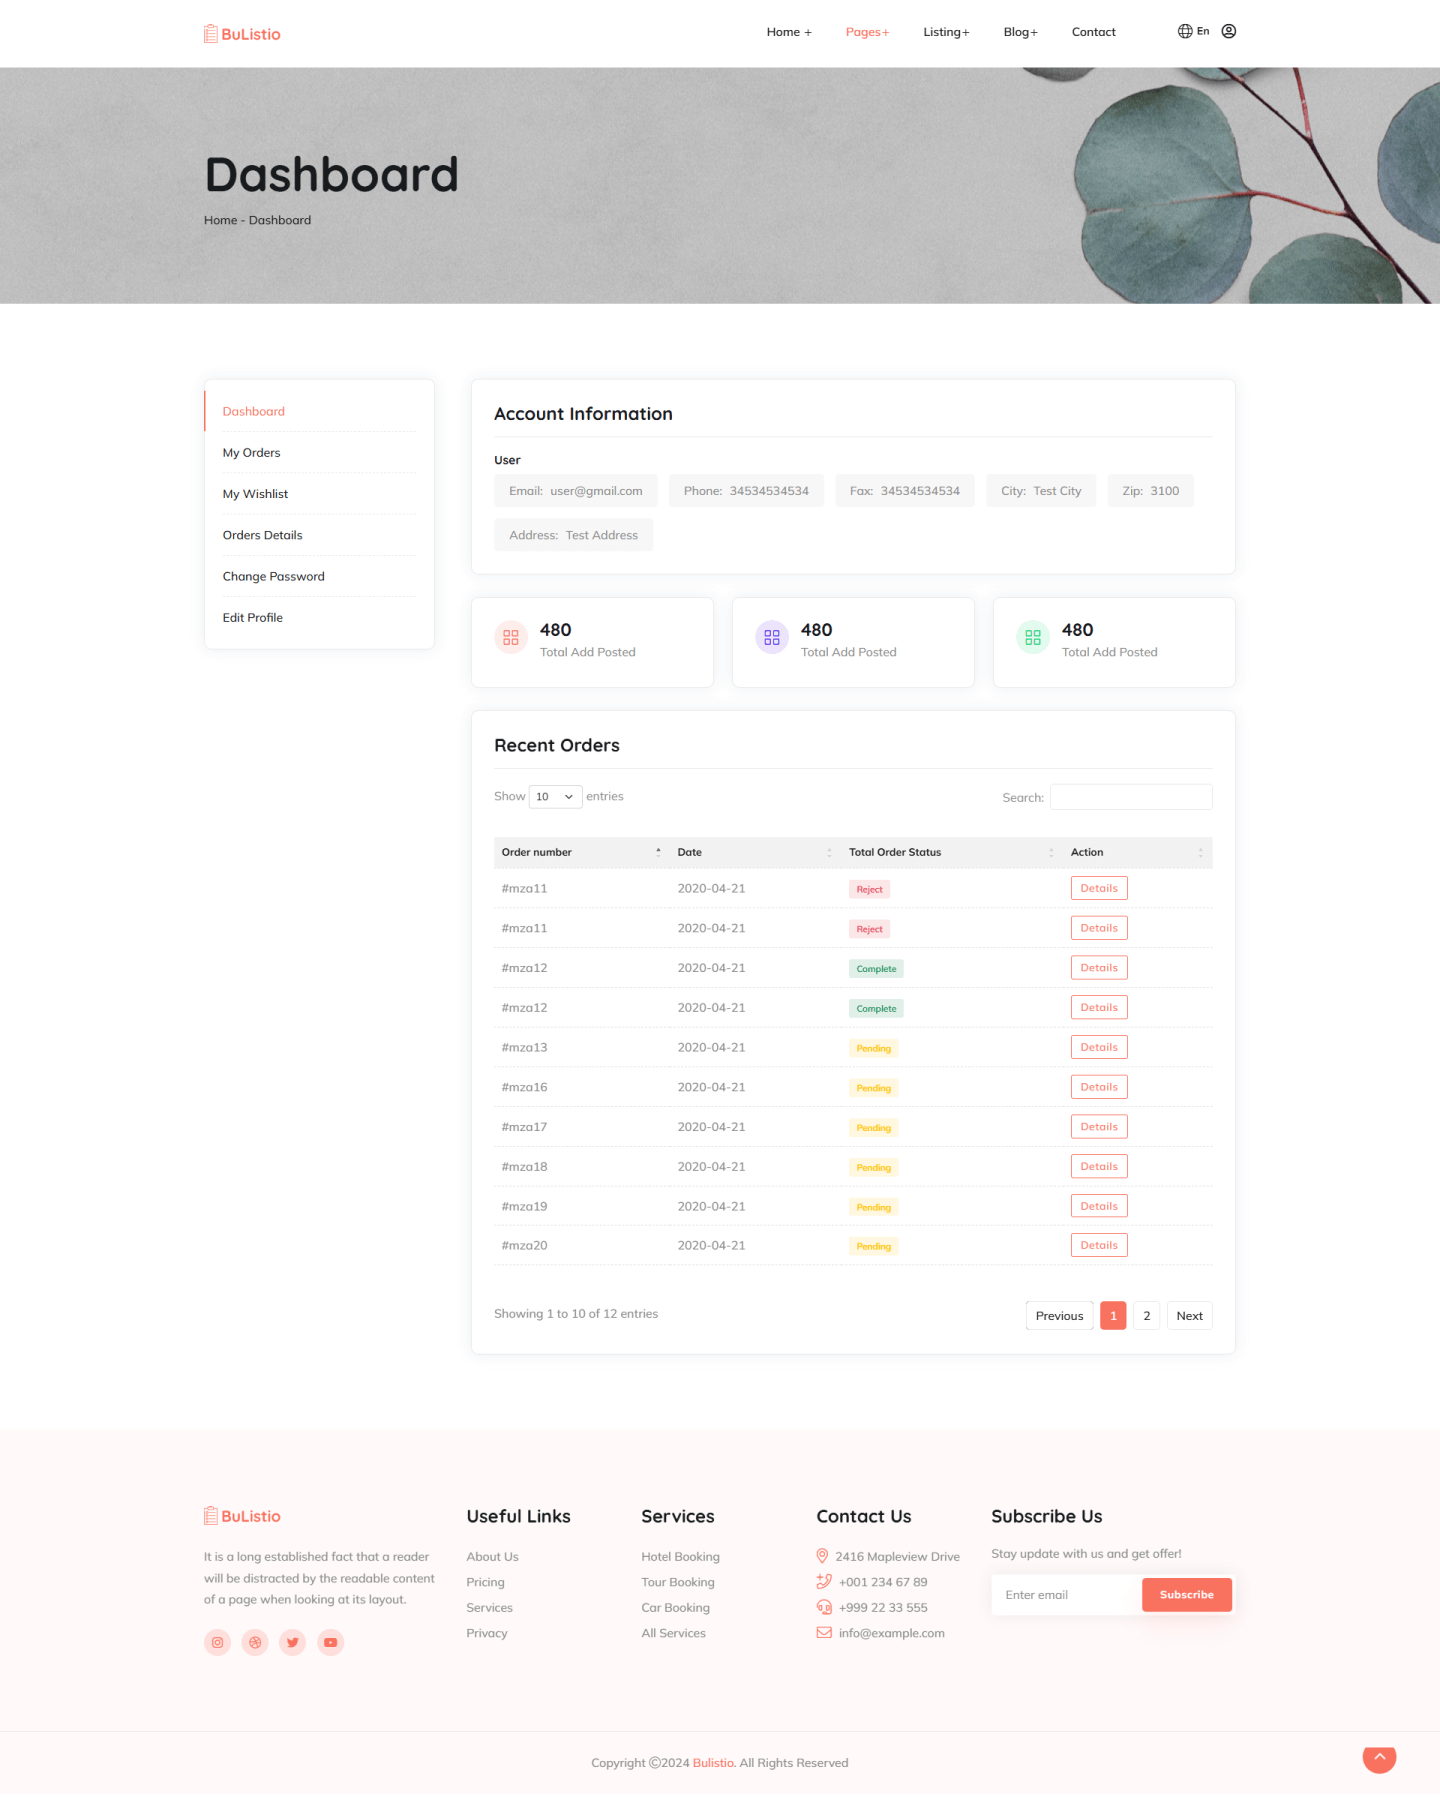 BuListio
Home + Pages+ Listing+ Blog+ Contact En
Dashboard
Home - Dashboard
Dashboard
My Orders
My Wishlist
Orders Details
Change Password
Edit Profile
Account Information
User
Email: user@gmail.com Phone: 34534534534 Fax: 34534534534 City: Test City Zip: 3100
Address: Test Address
480
Total Add Posted
480
Total Add Posted
480
Total Add Posted
Recent Orders
Show 10 entries Search:
Order number Date Total Order Status Action
#mza11 2020-04-21 Reject Details
#mza11 2020-04-21 Reject Details
#mza12 2020-04-21 Complete Details
#mza12 2020-04-21 Complete Details
#mza13 2020-04-21 Pending Details
#mza16 2020-04-21 Pending Details
#mza17 2020-04-21 Pending Details
#mza18 2020-04-21 Pending Details
#mza19 2020-04-21 Pending Details
#mza20 2020-04-21 Pending Details
Showing 1 to 10 of 12 entries Previous 1 2 Next
BuListio
It is a long established fact that a reader
will be distracted by the readable content
of a page when looking at its layout.
Useful Links
About Us
Pricing
Services
Privacy
Services
Hotel Booking
Tour Booking
Car Booking
All Services
Contact Us
2416 Mapleview Drive
+001 234 67 89
+999 22 33 555
info@example.com
Subscribe Us
Stay update with us and get offer!
Enter email Subscribe
Copyright ©2024 Bulistio. All Rights Reserved